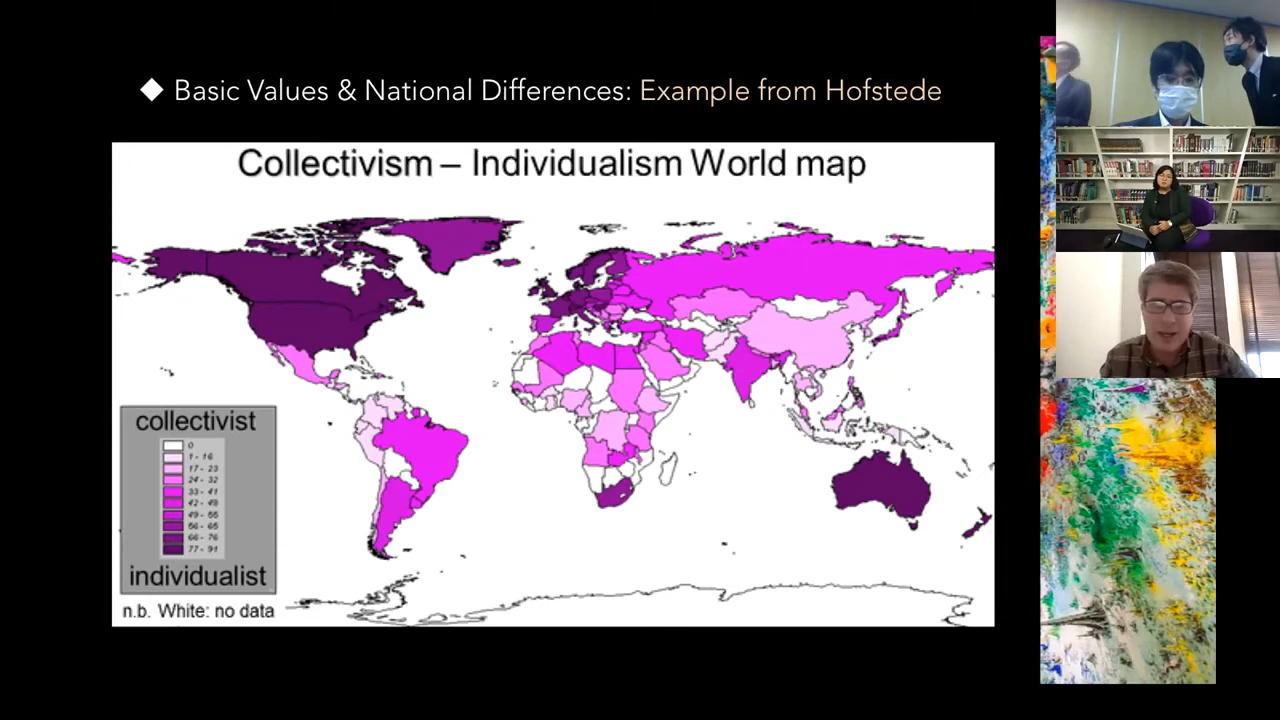 ◆ Basic Values & National Differences: Example from Hofstede
Collectivism – Individualism World map
collectivist
0
1 - 16
17 - 23
24 - 32
33 - 41
42 - 48
49 - 55
56 - 65
66 - 76
77 - 91
individualist
n.b. White: no data